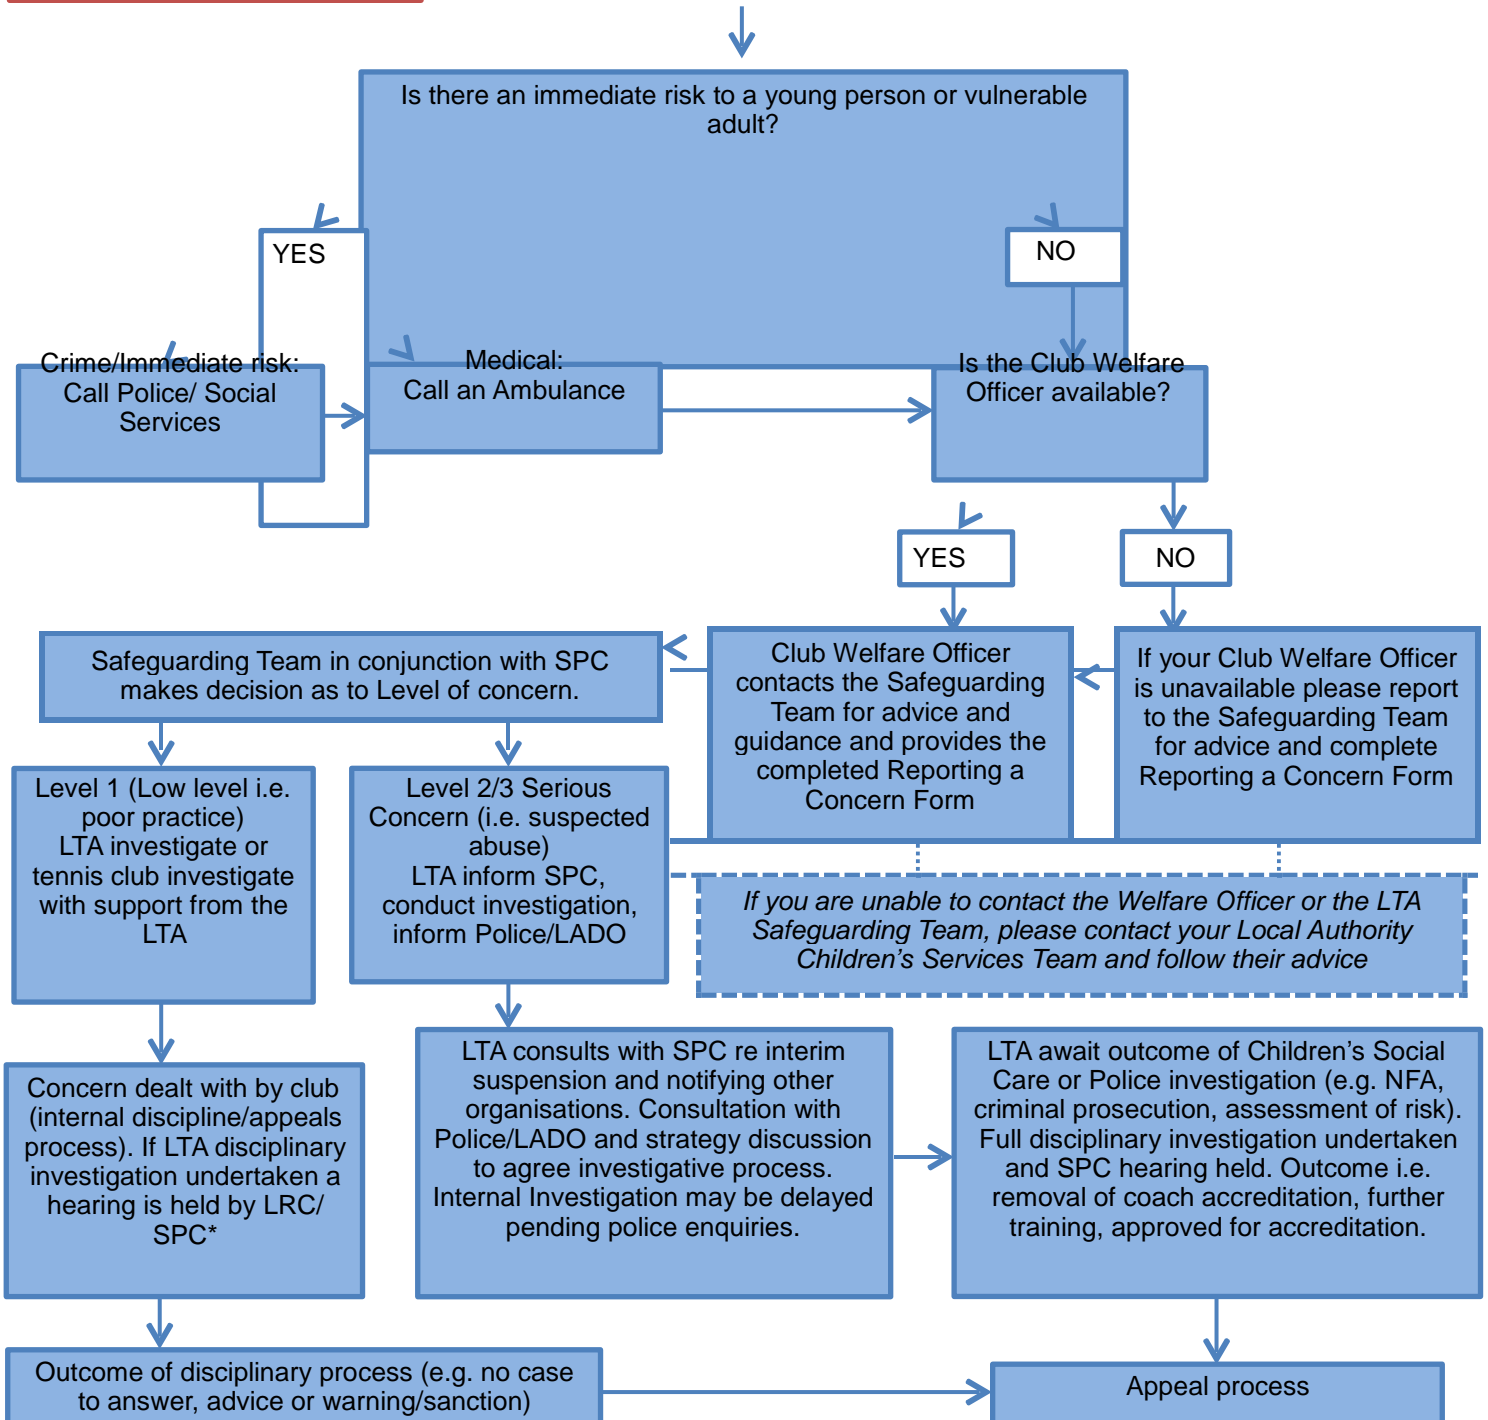 Is there an immediate risk to a young person or vulnerable
adult?
YES
NO
Crime/Immediate risk:
Call Police/ Social
Services
Medical:
Call an Ambulance
Is the Club Welfare
Officer available?
YES
NO
Safeguarding Team in conjunction with SPC
makes decision as to Level of concern.
Club Welfare Officer
contacts the Safeguarding
Team for advice and
guidance and provides the
completed Reporting a
Concern Form
If your Club Welfare Officer
is unavailable please report
to the Safeguarding Team
for advice and complete
Reporting a Concern Form
Level 1 (Low level i.e.
poor practice)
LTA investigate or
tennis club investigate
with support from the
LTA
Level 2/3 Serious
Concern (i.e. suspected
abuse)
LTA inform SPC,
conduct investigation,
inform Police/LADO
If you are unable to contact the Welfare Officer or the LTA
Safeguarding Team, please contact your Local Authority
Children's Services Team and follow their advice
Concern dealt with by club
(internal discipline/appeals
process). If LTA disciplinary
investigation undertaken a
hearing is held by LRC/
SPC*
LTA consults with SPC re interim
suspension and notifying other
organisations. Consultation with
Police/LADO and strategy discussion
to agree investigative process.
Internal Investigation may be delayed
pending police enquiries.
LTA await outcome of Children's Social
Care or Police investigation (e.g. NFA,
criminal prosecution, assessment of risk).
Full disciplinary investigation undertaken
and SPC hearing held. Outcome i.e.
removal of coach accreditation, further
training, approved for accreditation.
Outcome of disciplinary process (e.g. no case
to answer, advice or warning/sanction)
Appeal process